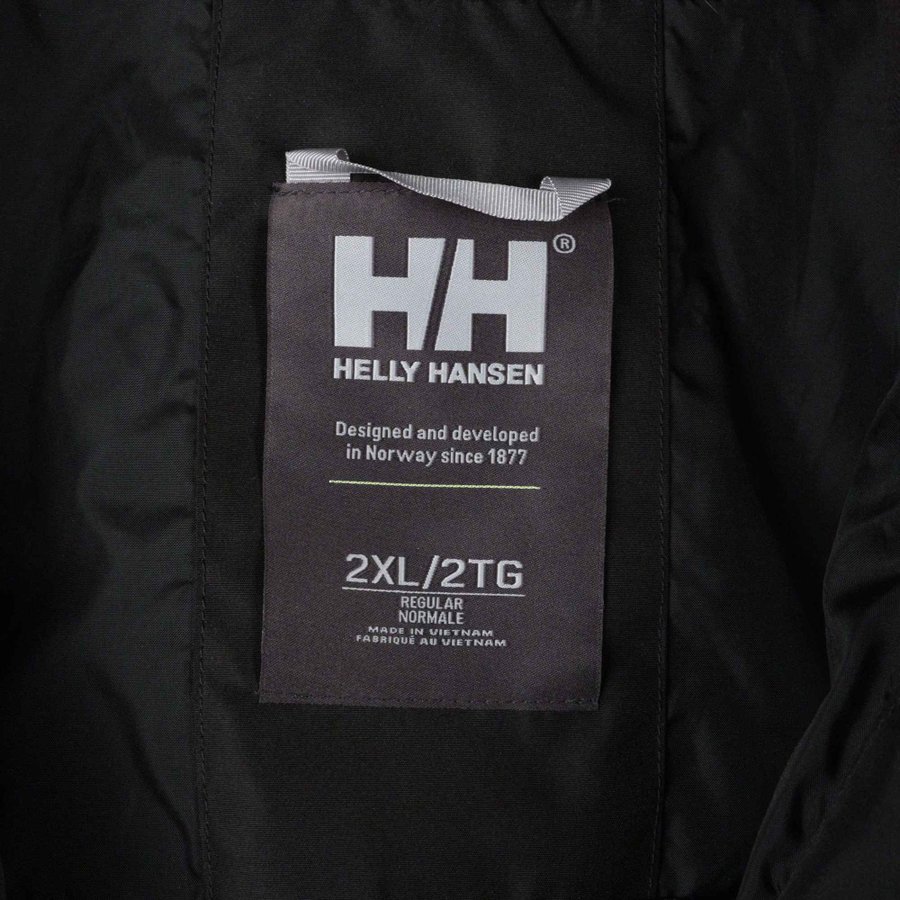 HH®
HELLY HANSEN
Designed and developed
in Norway since 1877
2XL/2TG
REGULAR
NORMALE
MADE IN VIETNAM
FABRIQUÉ AU VIETNAM